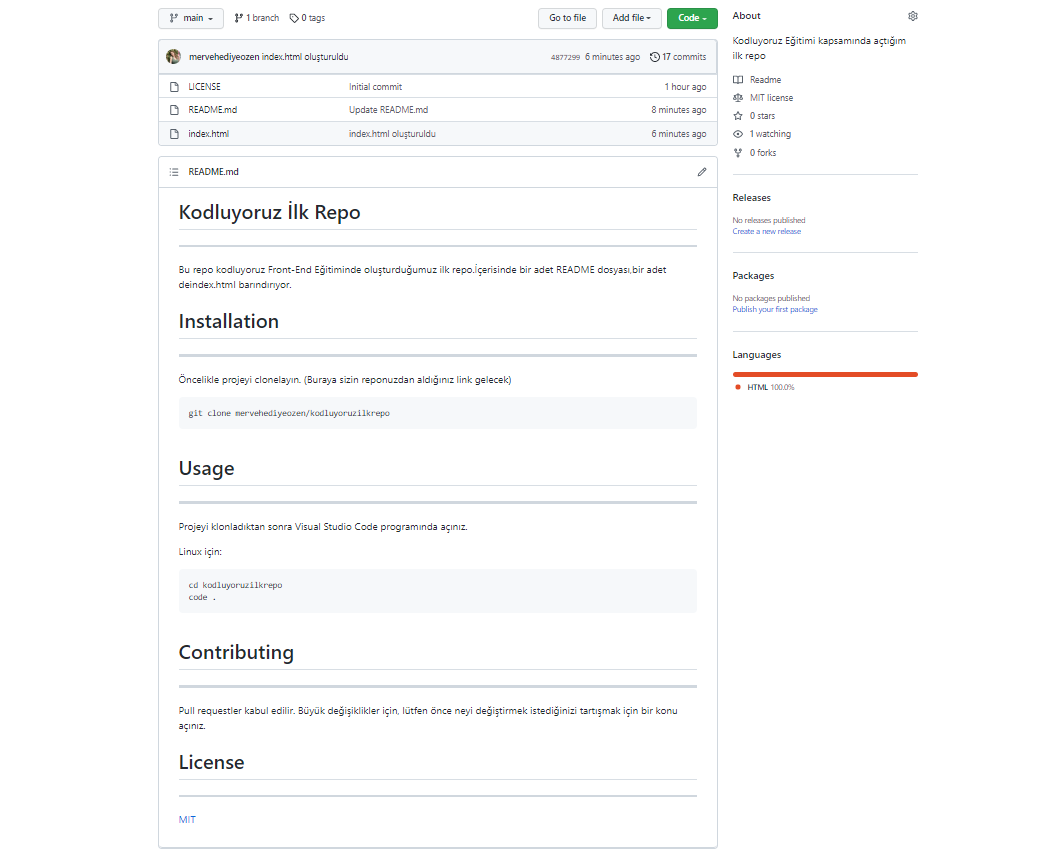 main
1 branch
0 tags
Go to file
Add file
Code
mervehediyeozen index.html oluşturuldu
4877299 6 minutes ago 17 commits
LICENSE Initial commit 1 hour ago
README.md Update README.md 8 minutes ago
index.html index.html oluşturuldu 6 minutes ago
README.md
Kodluyoruz İlk Repo
Bu repo kodluyoruz Front-End Eğitiminde oluşturduğumuz ilk repo.İçerisinde bir adet README dosyası,bir adet
deindex.html barındırıyor.
Installation
Öncelikle projeyi clonelayın. (Buraya sizin reponuzdan aldığınız link gelecek)
git clone mervehediyeozen/kodluyoruzilkrepo
Usage
Projeyi klonladıktan sonra Visual Studio Code programında açınız.
Linux için:
cd kodluyoruzilkrepo
code .
Contributing
Pull requestler kabul edilir. Büyük değişiklikler için, lütfen önce neyi değiştirmek istediğinizi tartışmak için bir konu
açınız.
License
MIT
About
Kodluyoruz Eğitimi kapsamında açtığım
ilk repo
Readme
MIT license
0 stars
1 watching
0 forks
Releases
No releases published
Create a new release
Packages
No packages published
Publish your first package
Languages
HTML 100.0%